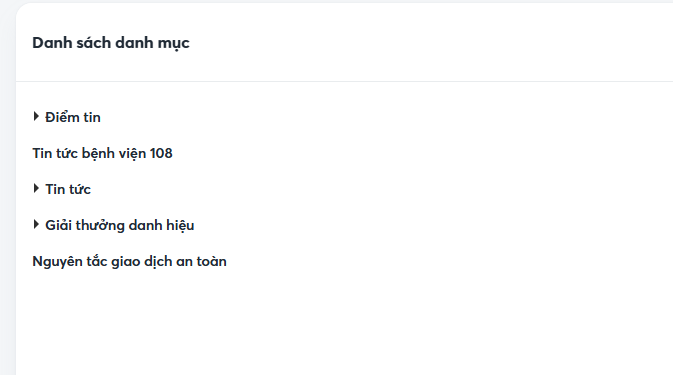 Danh sách danh mục
Điểm tin
Tin tức bệnh viện 108
Tin tức
Giải thưởng danh hiệu
Nguyên tắc giao dịch an toàn